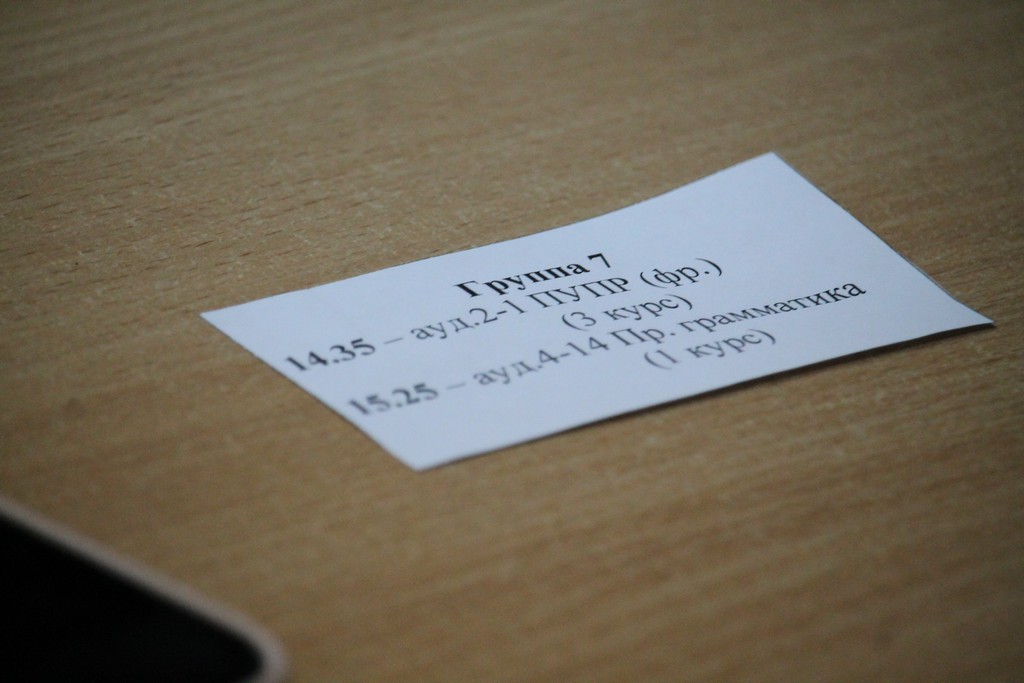 Группа 7
14.35 – ауд.2-1 ПУПР (фр.)
(3 курс)
15.25 – ауд.4-14 Пр. грамматика
(1 курс)